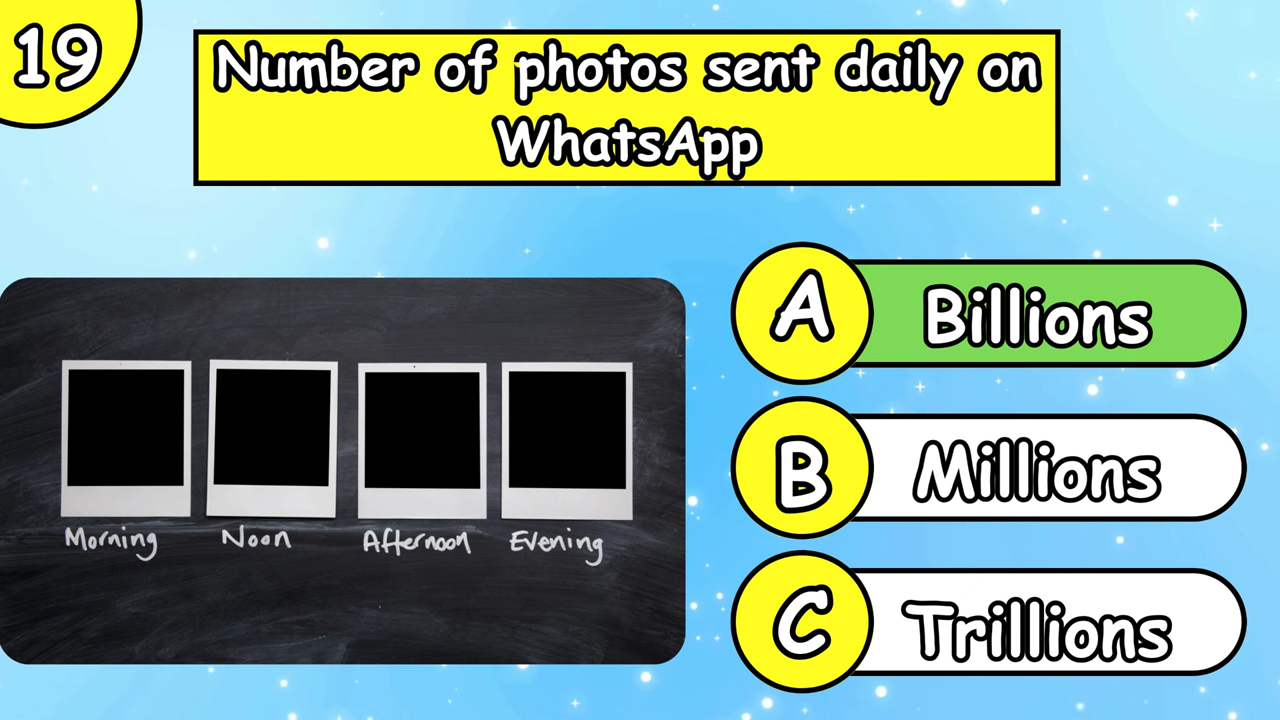 19
Number of photos sent daily on
WhatsApp
Morning
Noon
Afternoon
Evening
A
Billions
B
Millions
C
Trillions